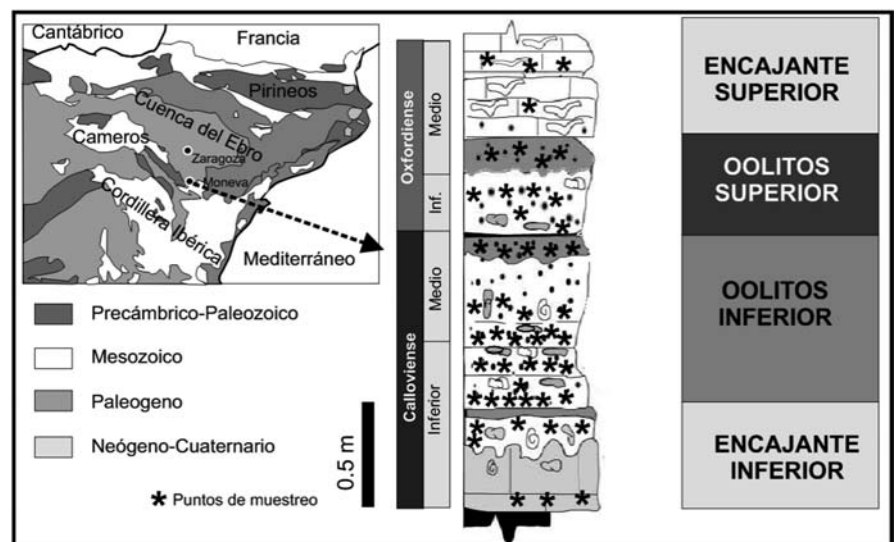 Cantábrico
Francia
Pirineos
Cuenca del Ebro
Cameros
Zaragoza
Moneva
Cordillera Ibérica
Mediterráneo
Precámbrico-Paleozoico
Mesozoico
Paleogeno
Neógeno-Cuaternario
* Puntos de muestreo
0.5 m
Oxfordiense
Medio
Inf.
Calloviense
Medio
Inferior
ENCAJANTE
SUPERIOR
OOLITOS
SUPERIOR
OOLITOS
INFERIOR
ENCAJANTE
INFERIOR